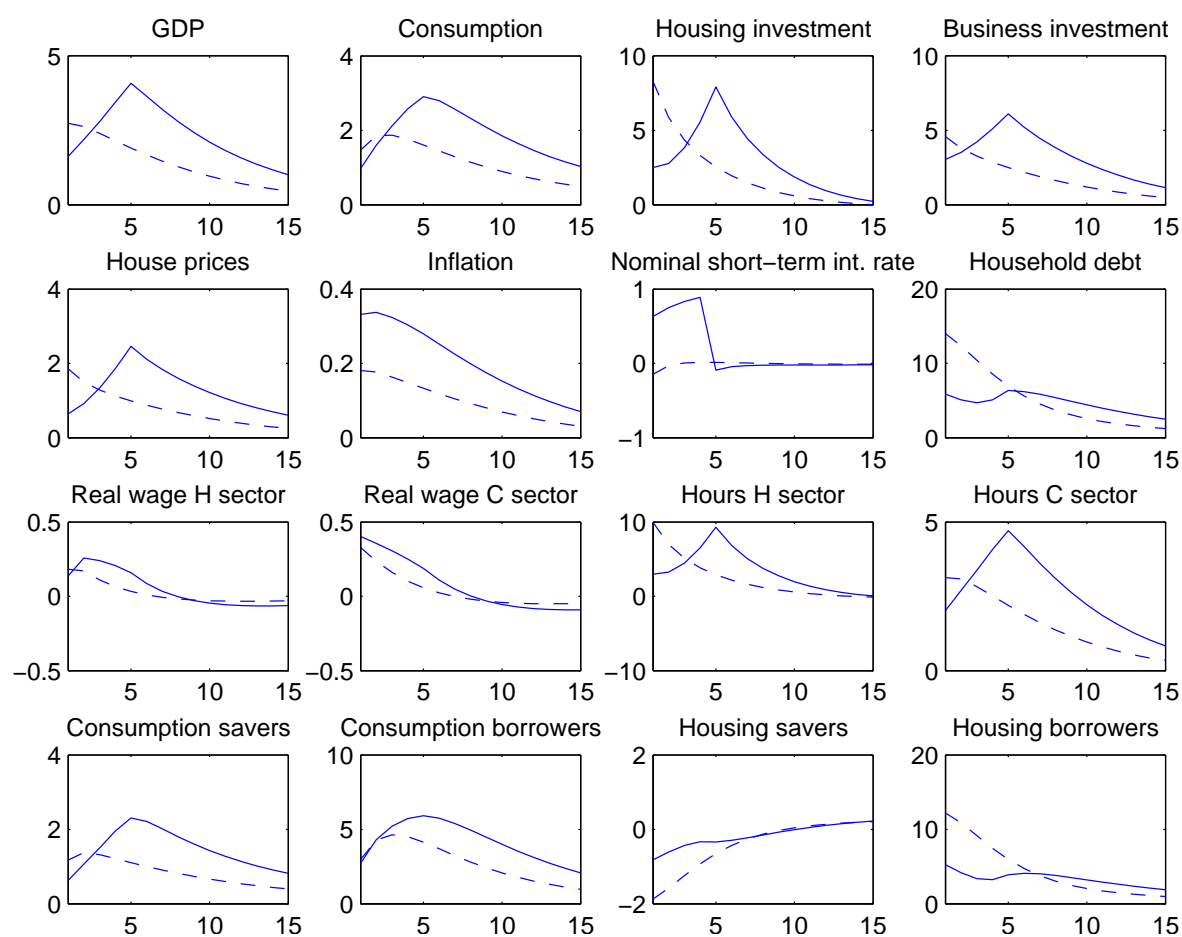 GDP
Consumption
Housing investment
Business investment
5
0
5 10 15
4
2
0
5 10 15
10
5
0
5 10 15
10
5
0
5 10 15
House prices
Inflation
Nominal short−term int. rate
Household debt
4
2
0
5 10 15
0.4
0.2
0
5 10 15
1
0
−1
5 10 15
20
10
0
5 10 15
Real wage H sector
Real wage C sector
Hours H sector
Hours C sector
0.5
0
−0.5
5 10 15
0.5
0
−0.5
5 10 15
10
0
−10
5 10 15
5
0
5 10 15
Consumption savers
Consumption borrowers
Housing savers
Housing borrowers
4
2
0
5 10 15
10
5
0
5 10 15
2
0
−2
5 10 15
20
10
0
5 10 15